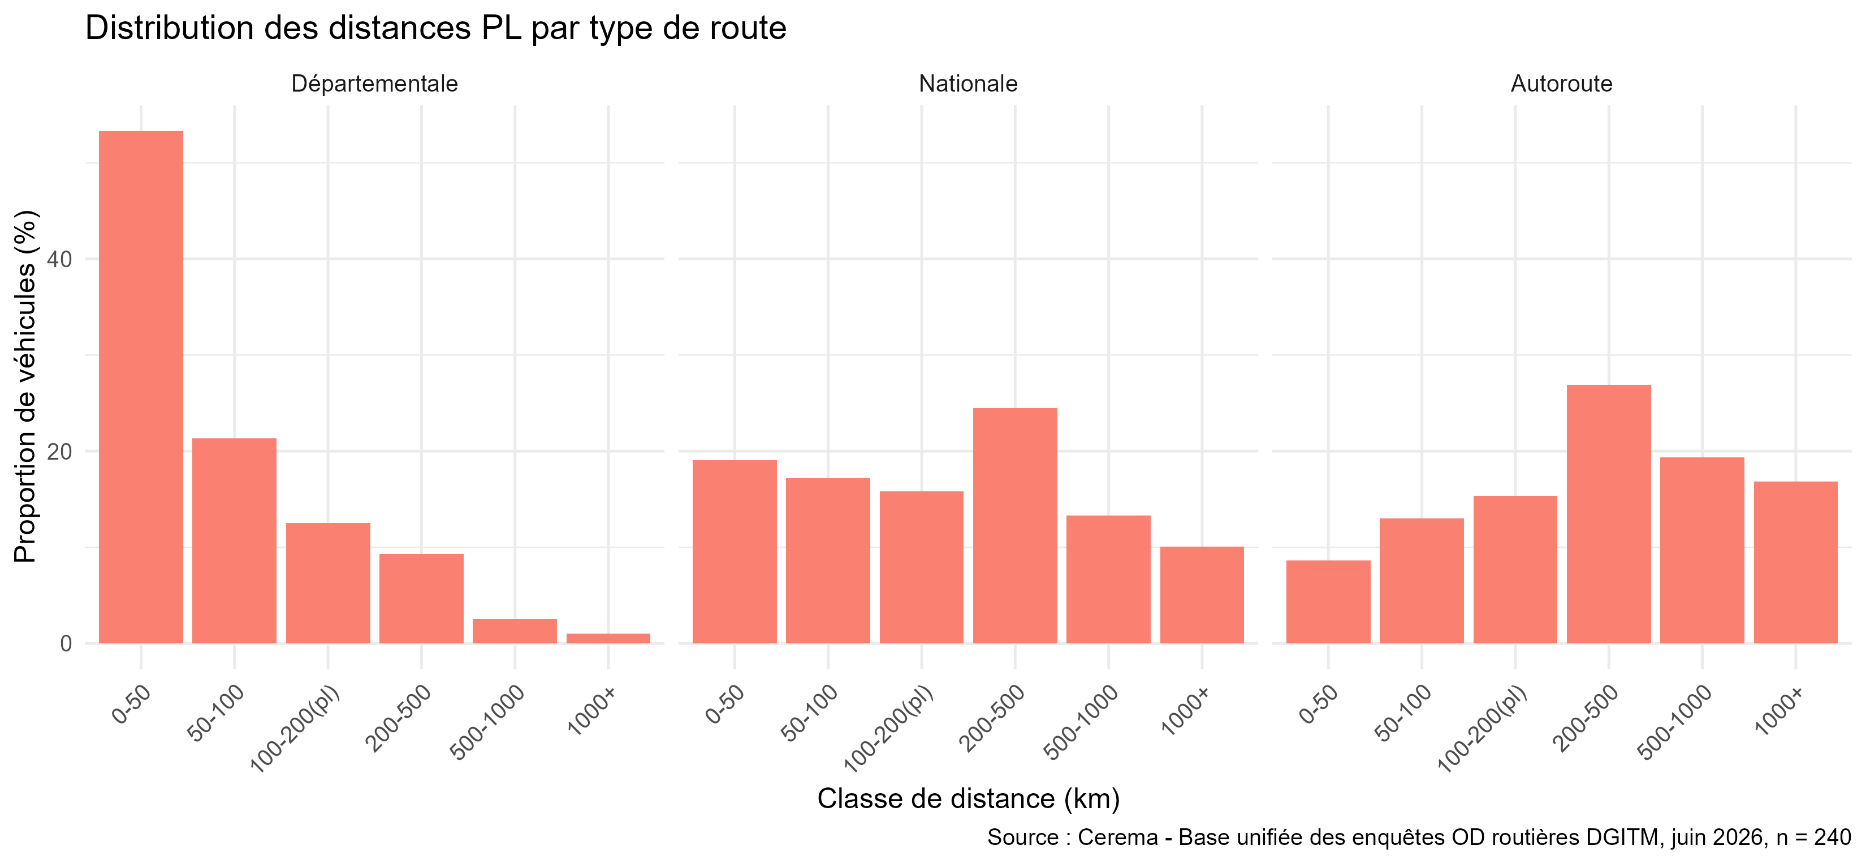 Distribution des distances PL par type de route
Départementale
Nationale
Autoroute
Proportion de véhicules (%)
40
20
0
0-50
50-100
100-200(pl)
200-500
500-1000
1000+
0-50
50-100
100-200(pl)
200-500
500-1000
1000+
0-50
50-100
100-200(pl)
200-500
500-1000
1000+
Classe de distance (km)
Source : Cerema - Base unifiée des enquêtes OD routières DGITM, juin 2026, n = 240